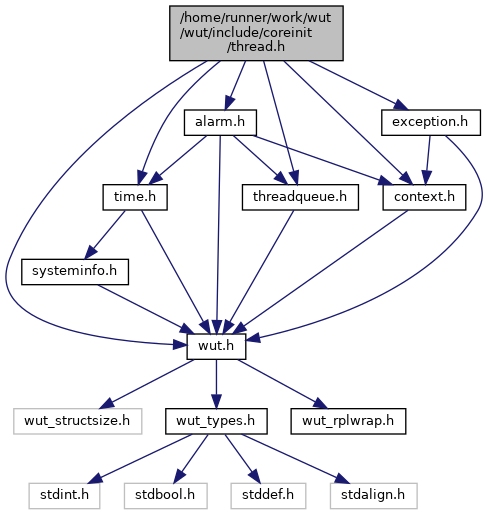 /home/runner/work/wut
/wut/include/coreinit
/thread.h
alarm.h
exception.h
time.h
threadqueue.h
context.h
systeminfo.h
wut.h
wut_structsize.h
wut_types.h
wut_rplwrap.h
stdint.h
stdbool.h
stddef.h
stdalign.h